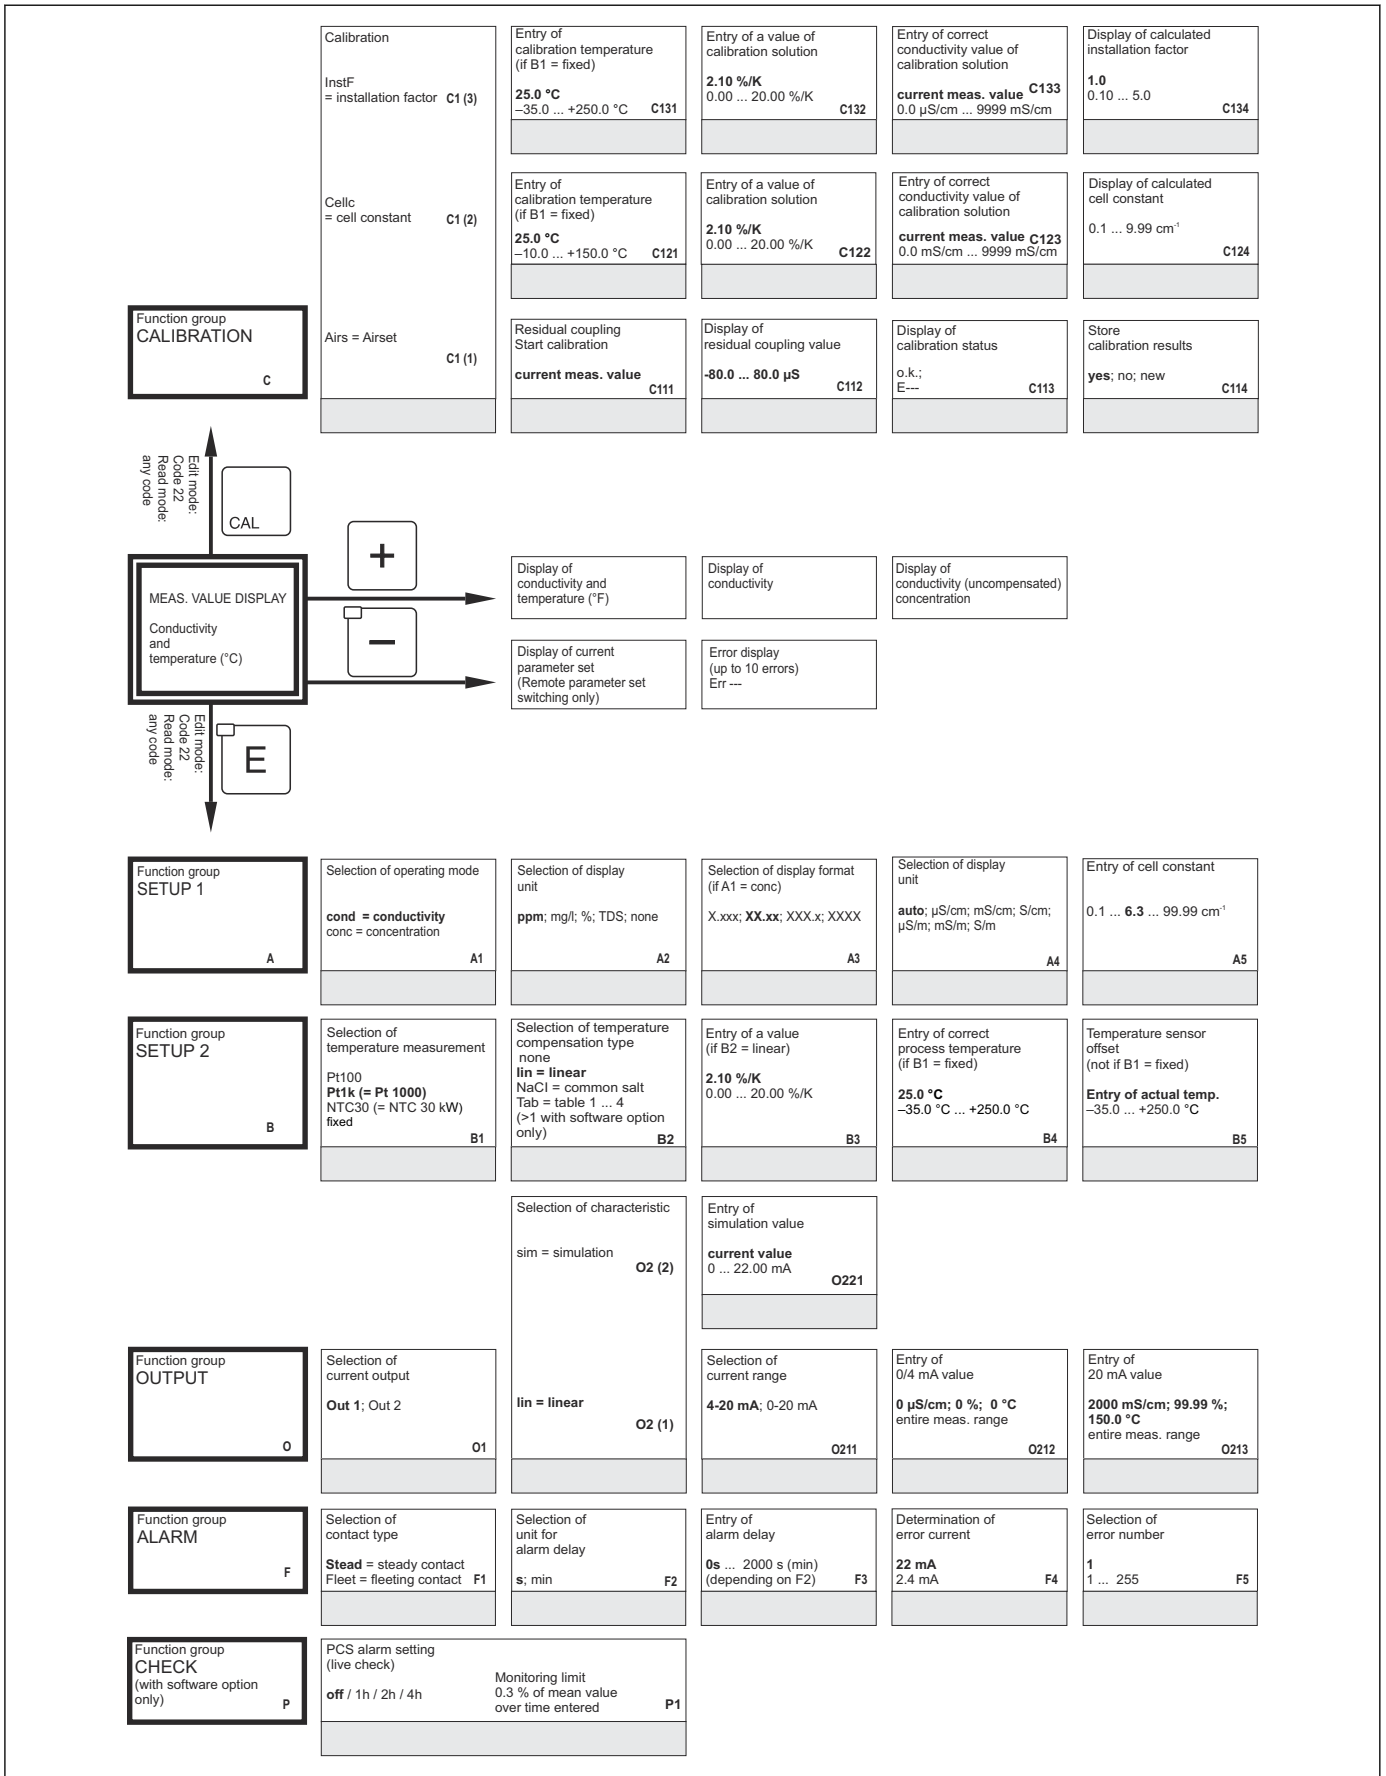 Calibration
InstF
= installation factor C1 (3)
Entry of
calibration temperature
(if B1 = fixed)
25.0 °C
–35.0 ... +250.0 °C C131
Entry of a value of
calibration solution
2.10 %/K
0.00 ... 20.00 %/K C132
Entry of correct
conductivity value of
calibration solution
current meas. value C133
0.0 µS/cm ... 9999 mS/cm
Display of calculated
installation factor
1.0
0.10 ... 5.0
C134
Cellc
= cell constant C1 (2)
Entry of
calibration temperature
(if B1 = fixed)
25.0 °C
–10.0 ... +150.0 °C C121
Entry of a value of
calibration solution
2.10 %/K
0.00 ... 20.00 %/K C122
Entry of correct
conductivity value of
calibration solution
current meas. value C123
0.0 mS/cm ... 9999 mS/cm
Display of calculated
cell constant
0.1 ... 9.99 cm-1
C124
Function group
CALIBRATION
C
Airs = Airset
C1 (1)
Residual coupling
Start calibration
current meas. value
C111
Display of
residual coupling value
-80.0 ... 80.0 µS
C112
Display of
calibration status
o.k.;
E--- C113
Store
calibration results
yes; no; new
C114
Edit mode:
Code 22
Read mode:
any code
CAL
+
–
MEAS. VALUE DISPLAY
Conductivity
and
temperature (°C)
Display of
conductivity and
temperature (°F)
Display of
conductivity
Display of
conductivity (uncompensated)
concentration
Display of current
parameter set
(Remote parameter set
switching only)
Error display
(up to 10 errors)
Err ---
Edit mode:
Code 22
Read mode:
any code
E
Function group
SETUP 1
A
Selection of operating mode
cond = conductivity
conc = concentration
A1
Selection of display
unit
ppm; mg/l; %; TDS; none
A2
Selection of display format
(if A1 = conc)
X.xxx; XX.xx; XXX.x; XXXX
A3
Selection of display
unit
auto; µS/cm; mS/cm; S/cm;
µS/m; mS/m; S/m
A4
Entry of cell constant
0.1 ... 6.3 ... 99.99 cm-1
A5
Function group
SETUP 2
B
Selection of
temperature measurement
Pt100
Pt1k (= Pt 1000)
NTC30 (= NTC 30 kW)
fixed
B1
Selection of temperature
compensation type
none
lin = linear
NaCl = common salt
Tab = table 1 ... 4
(>1 with software option
only) B2
Entry of a value
(if B2 = linear)
2.10 %/K
0.00 ... 20.00 %/K
B3
Entry of correct
process temperature
(if B1 = fixed)
25.0 °C
–35.0 °C ... +250.0 °C
B4
Temperature sensor
offset
(not if B1 = fixed)
Entry of actual temp.
–35.0 ... +250.0 °C
B5
Selection of characteristic
sim = simulation
O2 (2)
Entry of
simulation value
current value
0 ... 22.00 mA
O221
Function group
OUTPUT
O
Selection of
current output
Out 1; Out 2
O1
lin = linear
O2 (1)
Selection of
current range
4-20 mA; 0-20 mA
O211
Entry of
0/4 mA value
0 µS/cm; 0 %; 0 °C
entire meas. range
O212
Entry of
20 mA value
2000 mS/cm; 99.99 %;
150.0 °C
entire meas. range
O213
Function group
ALARM
F
Selection of
contact type
Stead = steady contact
Fleet = fleeting contact F1
Selection of
unit for
alarm delay
s; min F2
Entry of
alarm delay
0s ... 2000 s (min)
(depending on F2) F3
Determination of
error current
22 mA
2.4 mA F4
Selection of
error number
1
1 ... 255 F5
Function group
CHECK
(with software option
only) P
PCS alarm setting
(live check)
off / 1h / 2h / 4h
Monitoring limit
0.3 % of mean value
over time entered P1